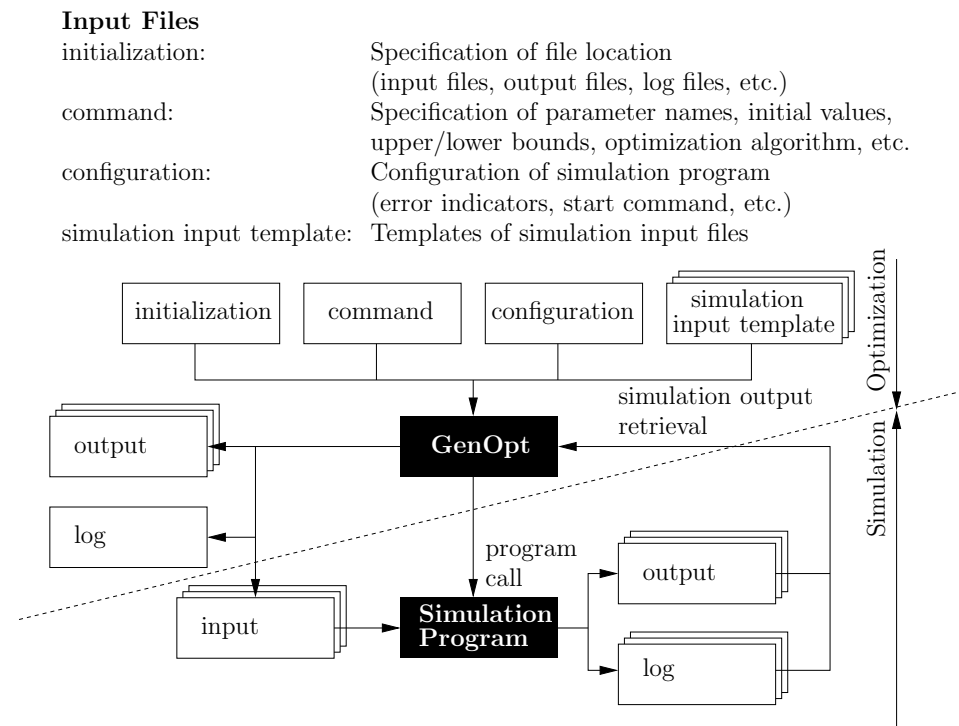 Input Files
initialization: Specification of file location
(input files, output files, log files, etc.)
command: Specification of parameter names, initial values,
upper/lower bounds, optimization algorithm, etc.
configuration: Configuration of simulation program
(error indicators, start command, etc.)
simulation input template: Templates of simulation input files
initialization
command
configuration
simulation
input template
Optimization
simulation output
retrieval
output
GenOpt
Simulation
log
program
call
output
input
Simulation
Program
log